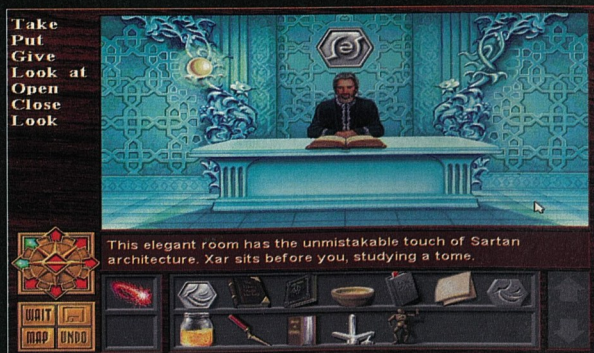 Take
Put
Give
Look at
Open
Close
Look
This elegant room has the unmistakable touch of Sartan
architecture. Xar sits before you, studying a tome.
WAIT
MAP UNDO